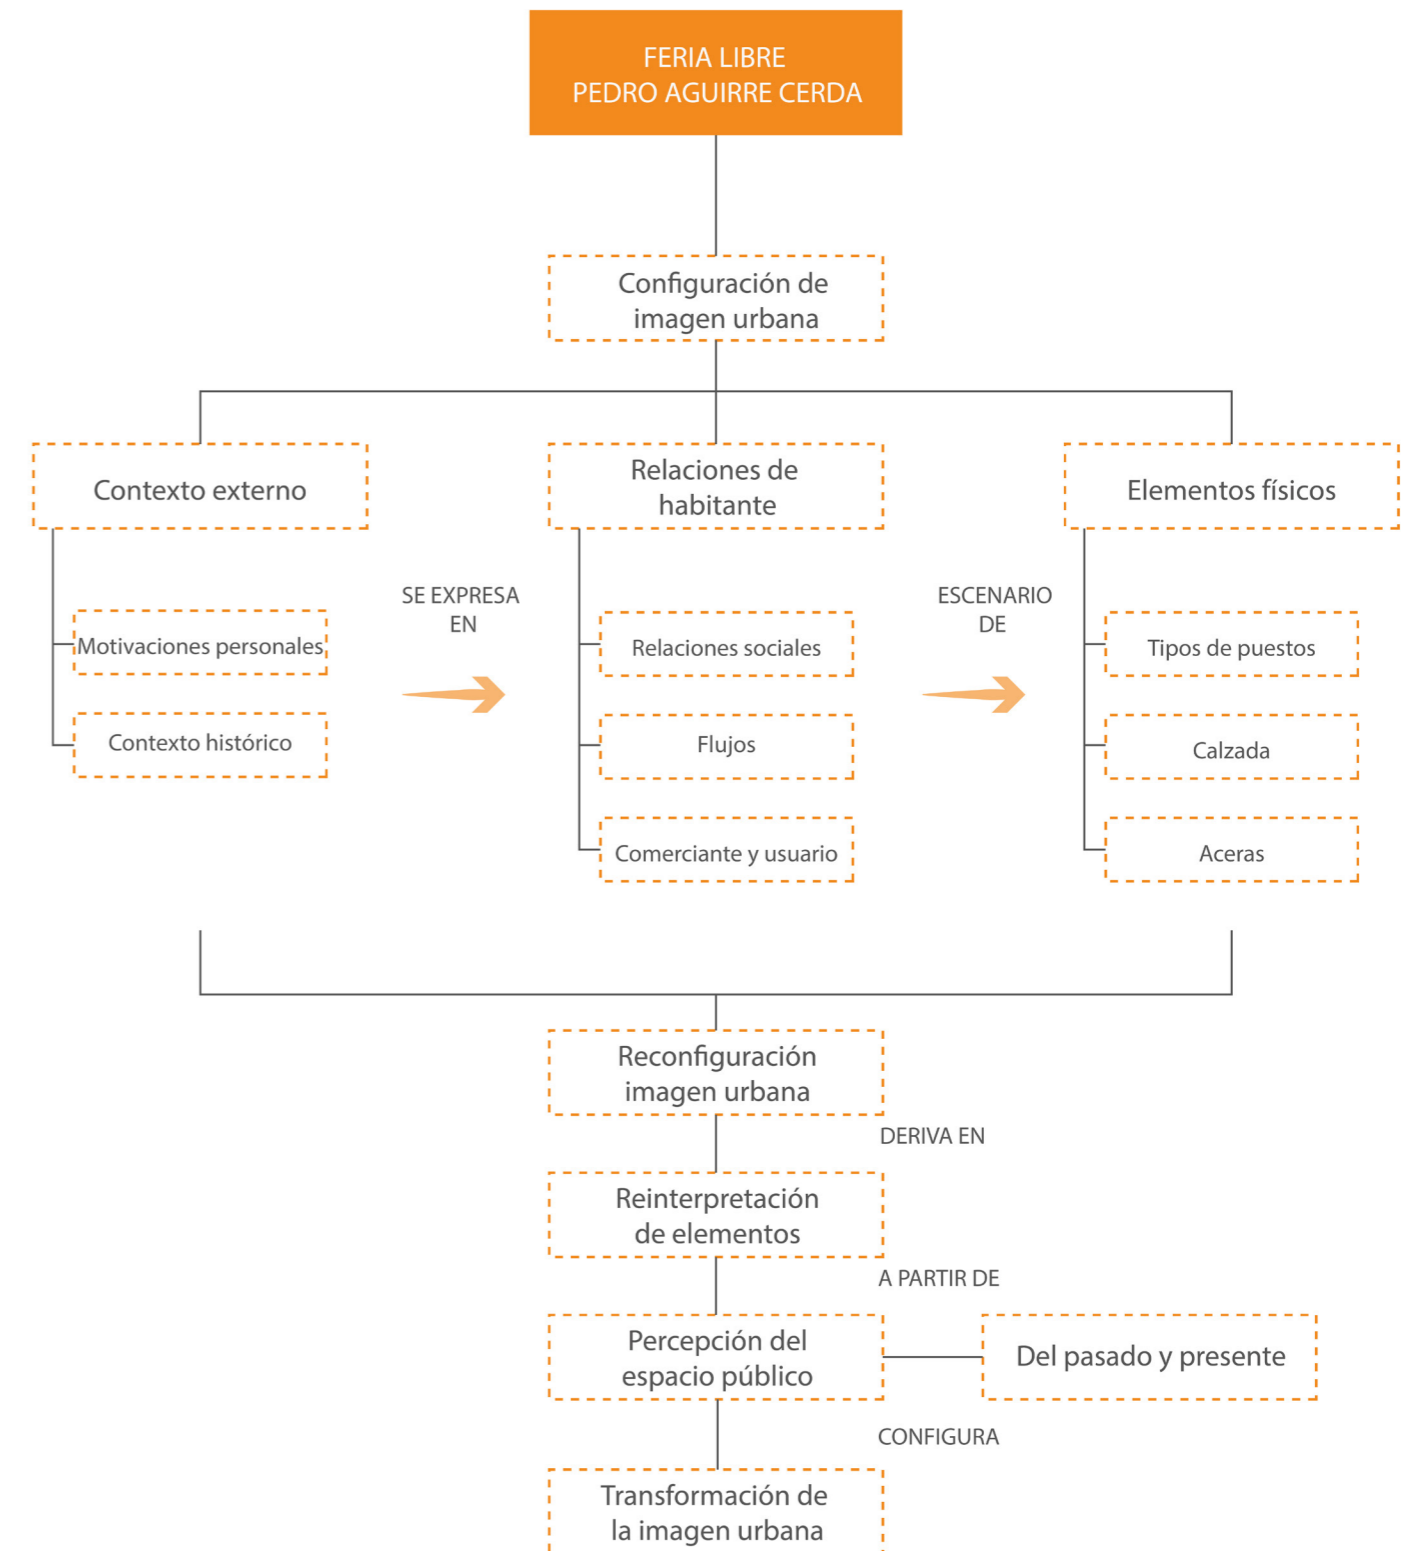 FERIA LIBRE
PEDRO AGUIRRE CERDA
Configuración de
imagen urbana
Contexto externo
Relaciones de
habitante
Elementos físicos
SE EXPRESA
EN
ESCENARIO
DE
Motivaciones personales
Contexto histórico
Relaciones sociales
Flujos
Comerciante y usuario
Tipos de puestos
Calzada
Aceras
Reconfiguración
imagen urbana
DERIVA EN
Reinterpretación
de elementos
A PARTIR DE
Percepción del
espacio público
Del pasado y presente
CONFIGURA
Transformación de
la imagen urbana